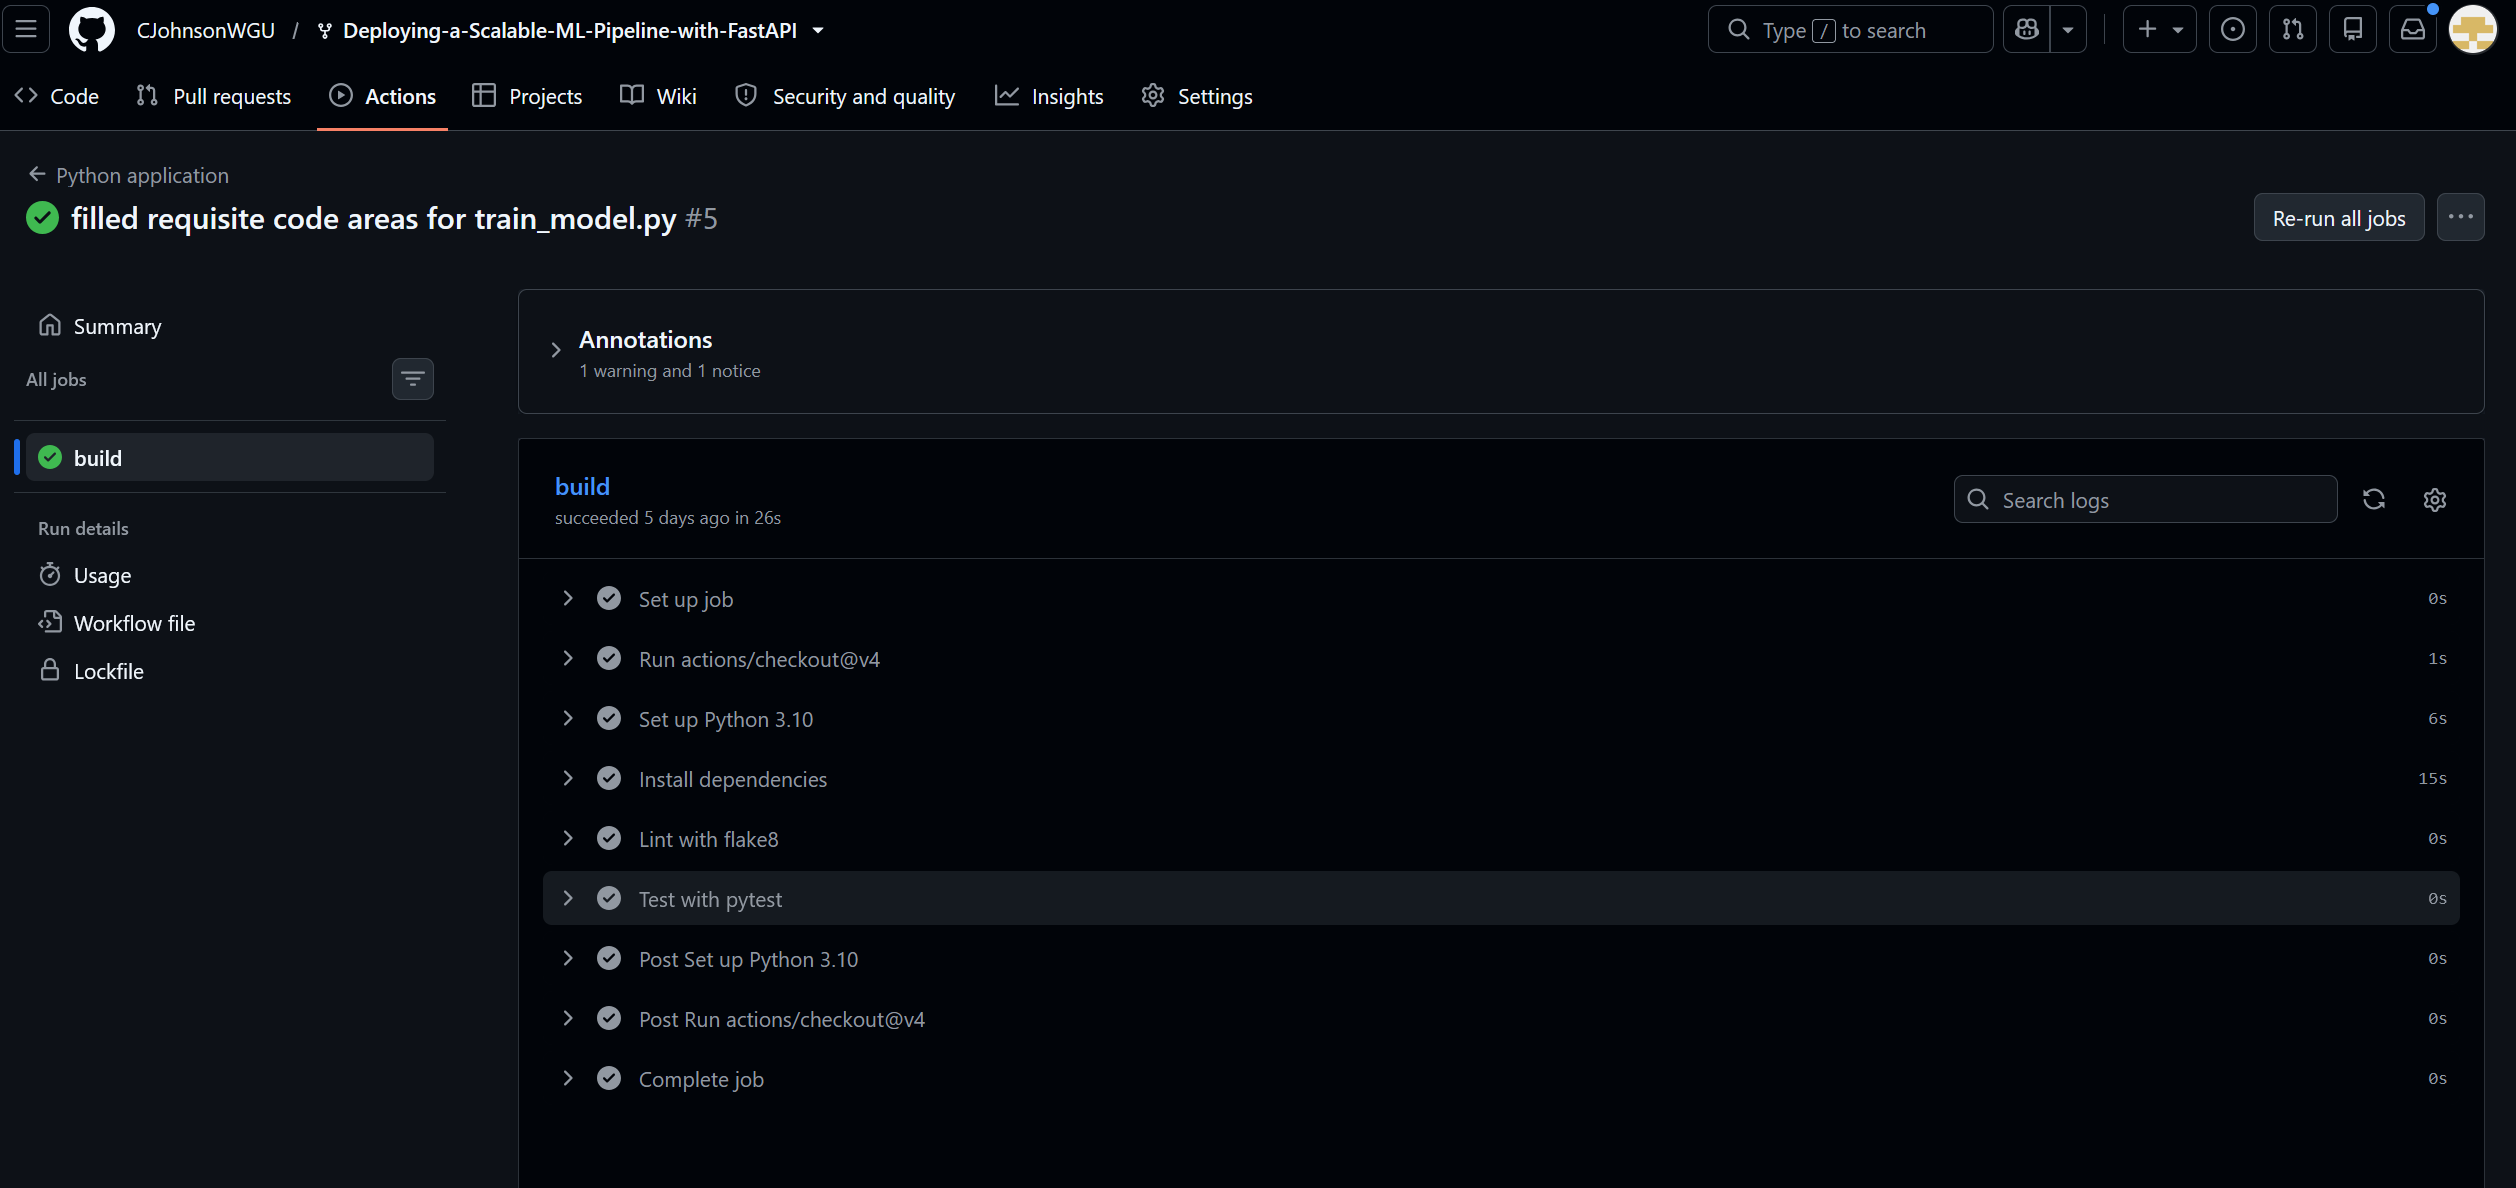 CJohnsonWGU / Deploying-a-Scalable-ML-Pipeline-with-FastAPI
Type / to search
Code Pull requests Actions Projects Wiki Security and quality Insights Settings
Python application
filled requisite code areas for train_model.py #5
Re-run all jobs
Summary
All jobs
build
Run details
Usage
Workflow file
Lockfile
Annotations
1 warning and 1 notice
build
succeeded 5 days ago in 26s
Search logs
Set up job 0s
Run actions/checkout@v4 1s
Set up Python 3.10 6s
Install dependencies 15s
Lint with flake8 0s
Test with pytest 0s
Post Set up Python 3.10 0s
Post Run actions/checkout@v4 0s
Complete job 0s